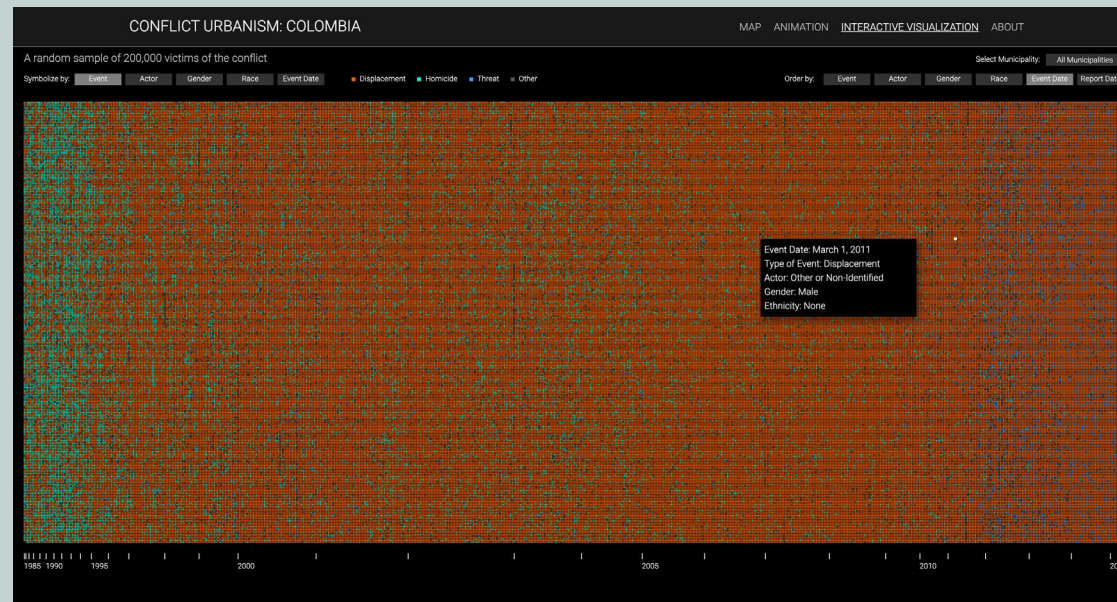 CONFLICT URBANISM: COLOMBIA
MAP ANIMATION INTERACTIVE VISUALIZATION ABOUT
A random sample of 200,000 victims of the conflict
Select Municipality: All Municipalities
Symbolize by: Event Actor Gender Race Event Date
Displacement Homicide Threat Other
Order by: Event Actor Gender Race Event Date Report Dat
Event Date: March 1, 2011
Type of Event: Displacement
Actor: Other or Non-Identified
Gender: Male
Ethnicity: None
1985 1990 1995 2000 2005 2010 20